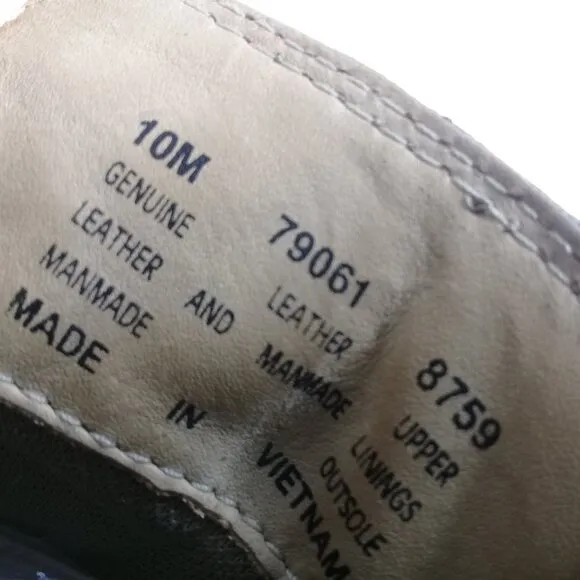 10M 79061 8759
GENUINE LEATHER UPPER
LEATHER AND MANMADE LININGS
MANMADE OUTSOLE
MADE IN VIETNAM